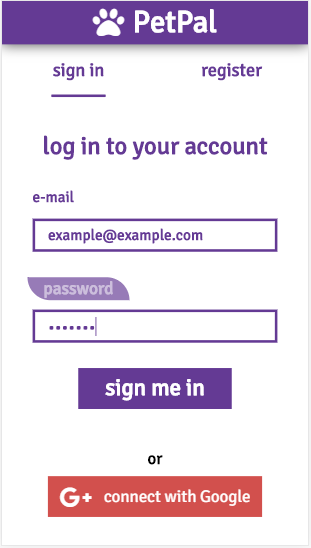 PetPal
sign in register
log in to your account
e-mail
example@example.com
password
•••••••
sign me in
or
G+ connect with Google